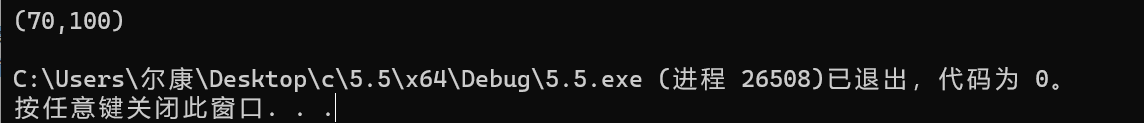 (70,100)
C:\Users\尔康\Desktop\c\5.5\x64\Debug\5.5.exe (进程 26508)已退出，代码为 0。
按任意键关闭此窗口. . .